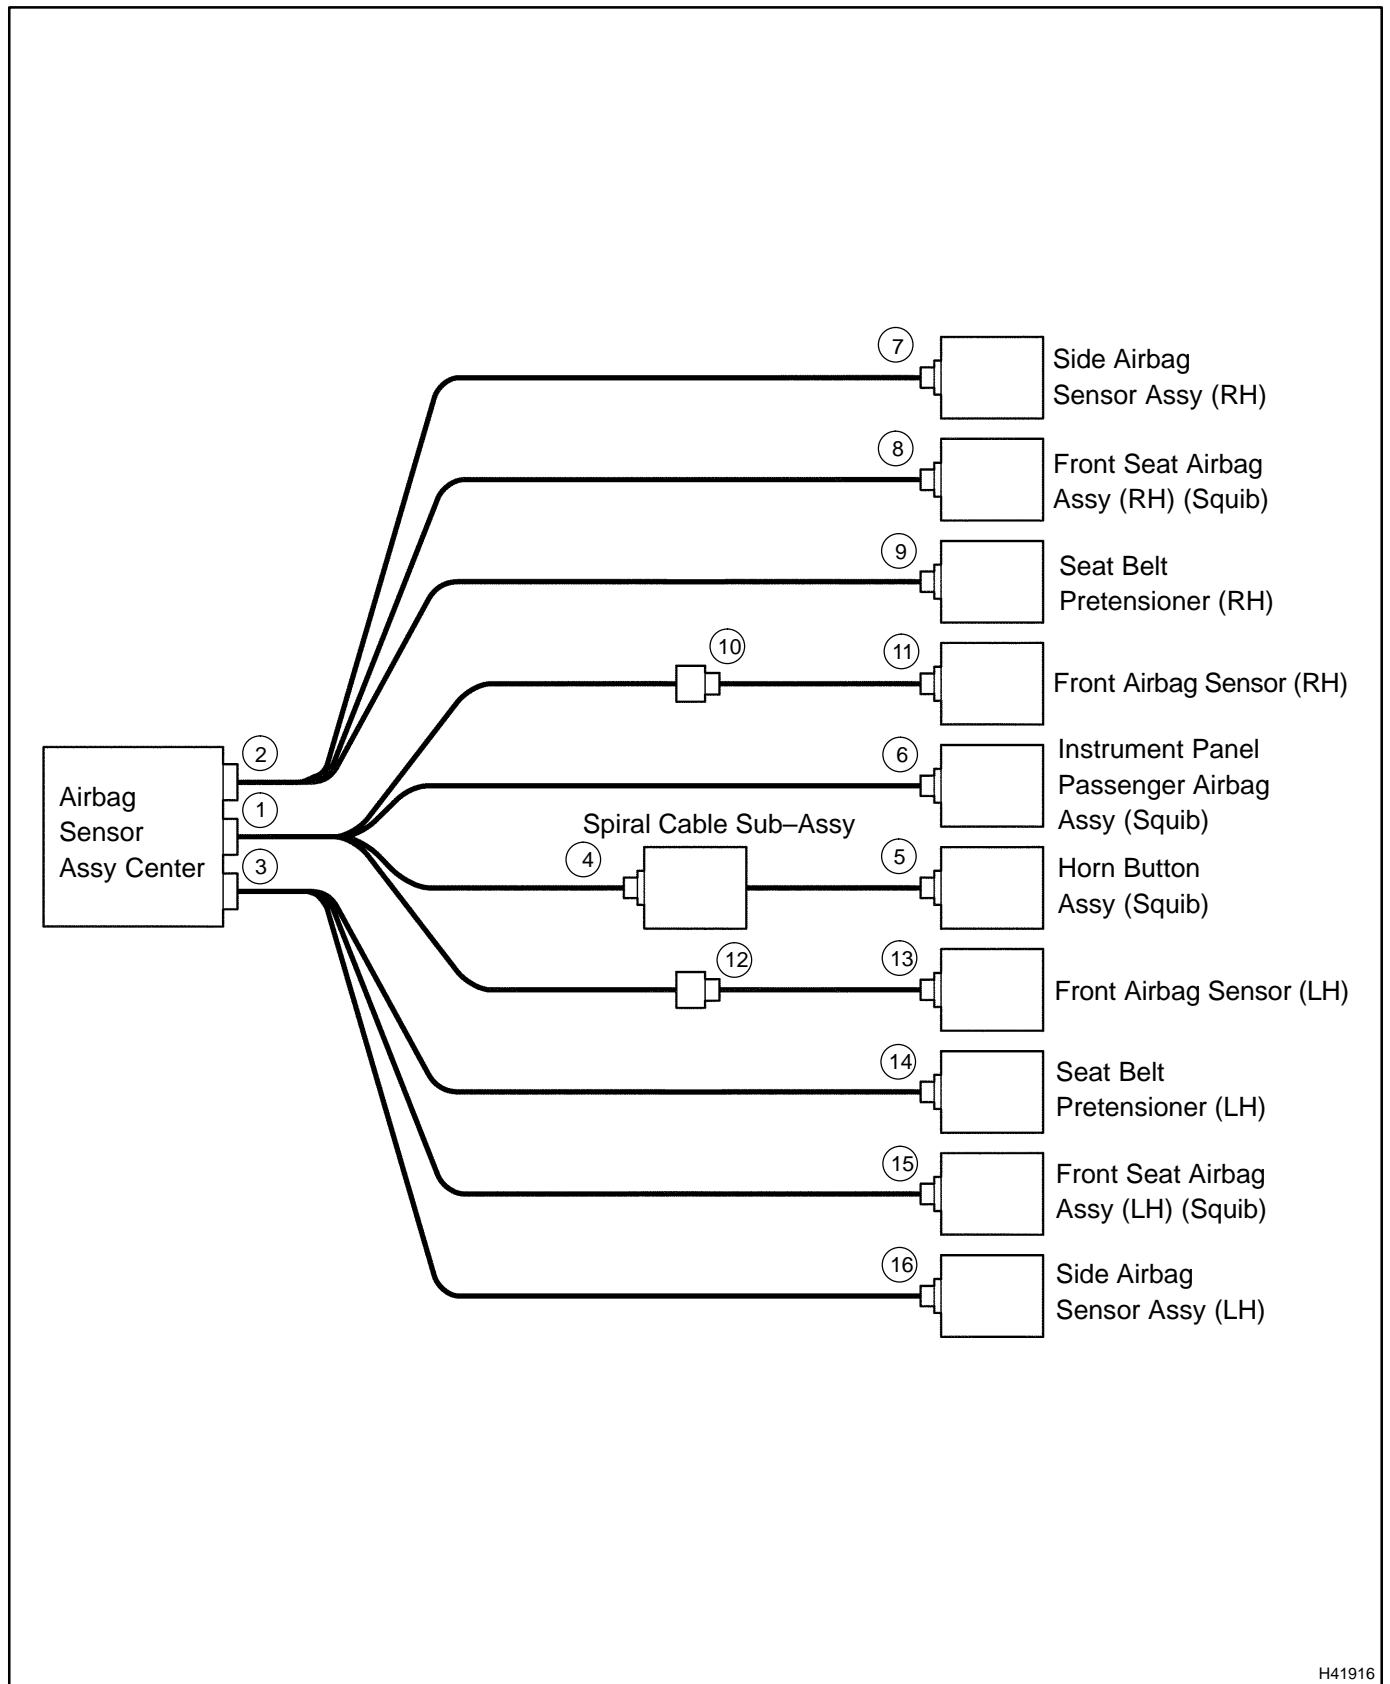 7
Side Airbag
Sensor Assy (RH)
8
Front Seat Airbag
Assy (RH) (Squib)
9
Seat Belt
Pretensioner (RH)
10
11
Front Airbag Sensor (RH)
2
1
3
Airbag
Sensor
Assy Center
6
Instrument Panel
Passenger Airbag
Assy (Squib)
Spiral Cable Sub–Assy
4
5
Horn Button
Assy (Squib)
12
13
Front Airbag Sensor (LH)
14
Seat Belt
Pretensioner (LH)
15
Front Seat Airbag
Assy (LH) (Squib)
16
Side Airbag
Sensor Assy (LH)
H41916